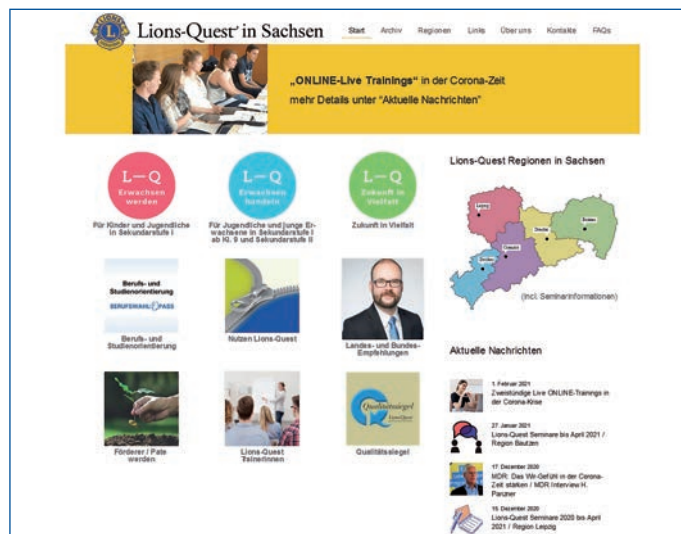 Lions-Quest® in Sachsen
Start Archiv Regionen Links Über uns Kontakte FAQs
„ONLINE-Live Trainings“ in der Corona-Zeit
mehr Details unter "Aktuelle Nachrichten"
L–Q
Erwachsen
werden
Für Kinder und Jugendliche
in Sekundarstufe I
L–Q
Erwachsen
handeln
Für Jugendliche und junge Er-
wachsene in Sekundarstufe I
ab Kl. 9 und Sekundarstufe II
L–Q
Zukunft in
Vielfalt
Zukunft in Vielfalt
Berufs- und
Studienorientierung
BERUFSWAHL PASS
Berufs- und
Studienorientierung
Nutzen Lions-Quest
Landes- und Bundes-
Empfehlungen
Förderer / Pate
werden
Lions-Quest
TrainerInnen
Qualitätssiegel
Lions-Quest
Qualitätssiegel
Lions-Quest Regionen in Sachsen
Leipzig
Bautzen
Dresden
Chemnitz
Zwickau
(incl. Seminarinformationen)
Aktuelle Nachrichten
1. Februar 2021
Zweistündige Live ONLINE-Trainings in
der Corona-Krise
27. Januar 2021
Lions-Quest Seminare bis April 2021 /
Region Bautzen
17. Dezember 2020
MDR: Das Wir-Gefühl in der Corona-
Zeit stärken / MDR Interview H.
Panzner
15. Dezember 2020
Lions-Quest Seminare 2020 bis April
2021 / Region Leipzig